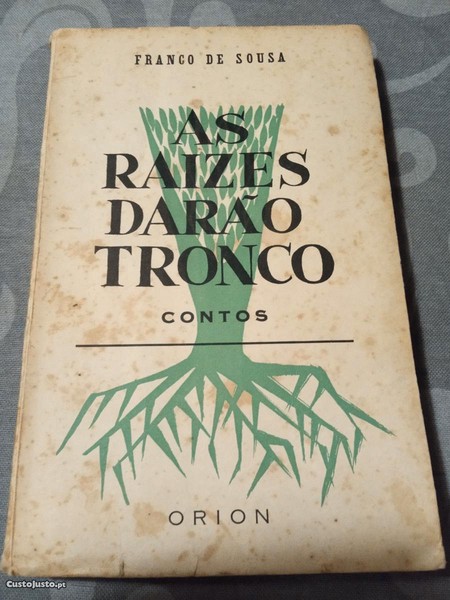 FRANCO DE SOUSA
AS
RAIZES
DARÃO
TRONCO
CONTOS
ORION
CustoJusto.pt